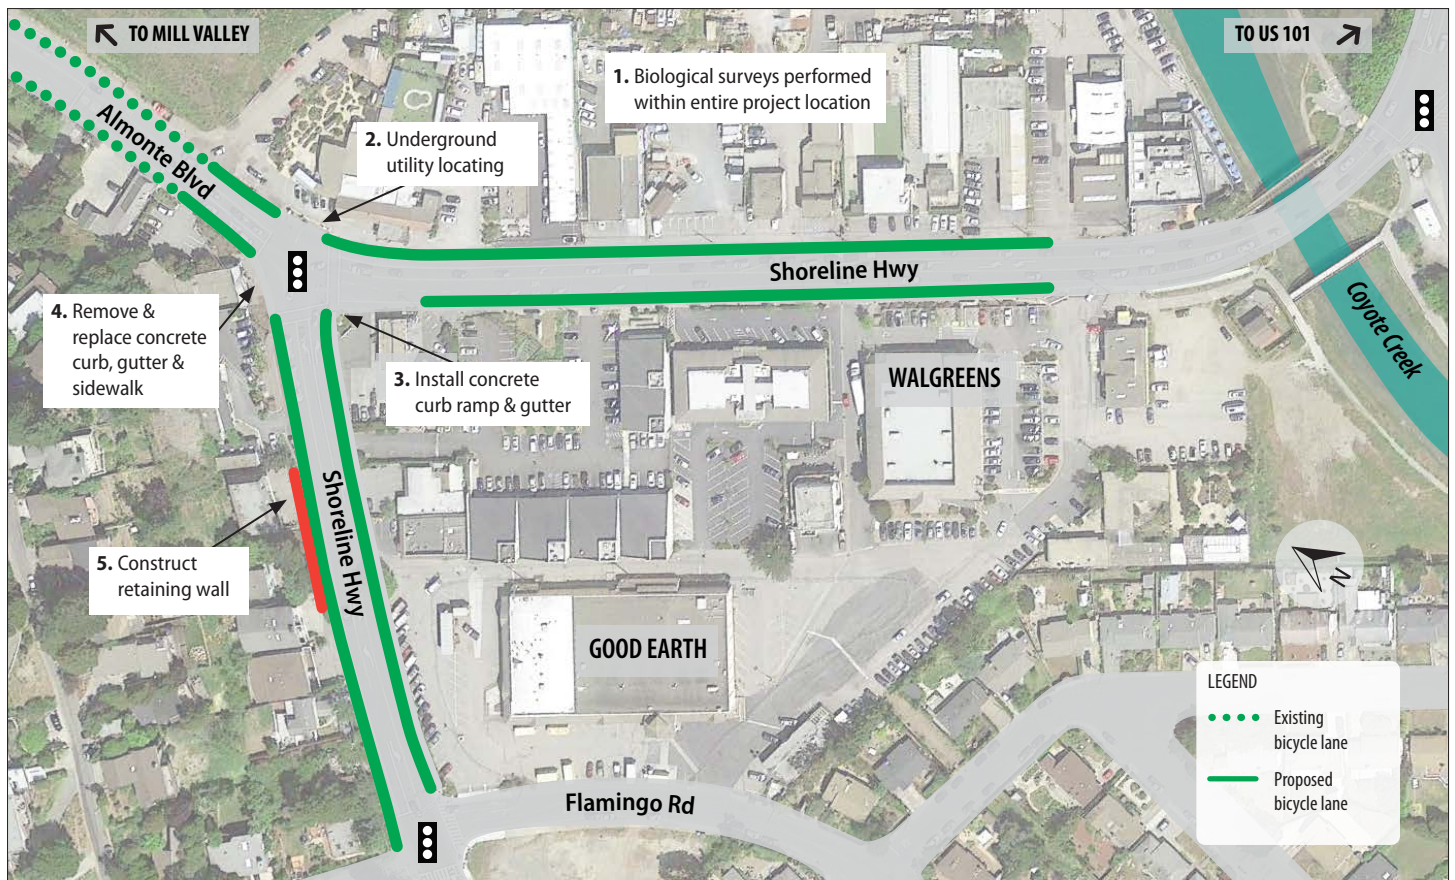 TO MILL VALLEY
TO US 101
1. Biological surveys performed
within entire project location
2. Underground
utility locating
Almonte Blvd
Shoreline Hwy
Coyote Creek
4. Remove &
replace concrete
curb, gutter &
sidewalk
3. Install concrete
curb ramp & gutter
WALGREENS
Shoreline Hwy
5. Construct
retaining wall
N
GOOD EARTH
LEGEND
Existing
bicycle lane
Proposed
bicycle lane
Flamingo Rd